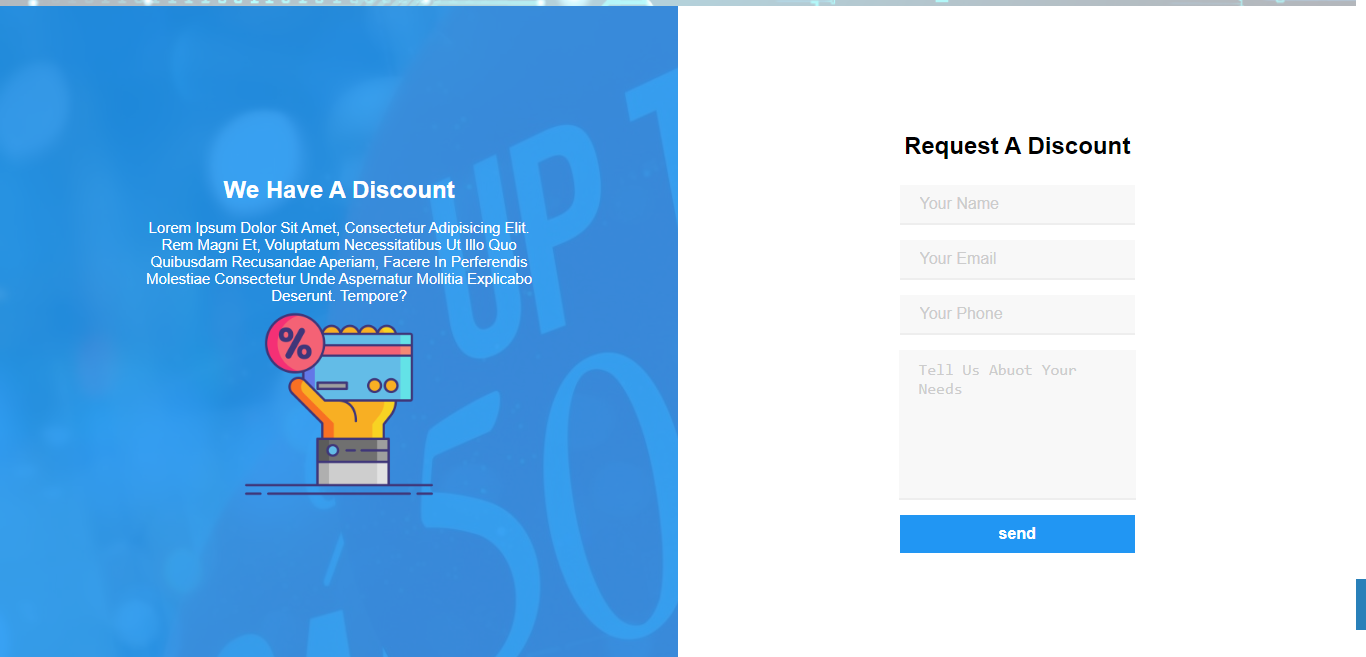 We Have A Discount
Lorem Ipsum Dolor Sit Amet, Consectetur Adipisicing Elit.
Rem Magni Et, Voluptatum Necessitatibus Ut Illo Quo
Quibusdam Recusandae Aperiam, Facere In Perferendis
Molestiae Consectetur Unde Aspernatur Mollitia Explicabo
Deserunt. Tempore?
%
UP
50
Request A Discount
Your Name
Your Email
Your Phone
Tell Us Abuot Your
Needs
send